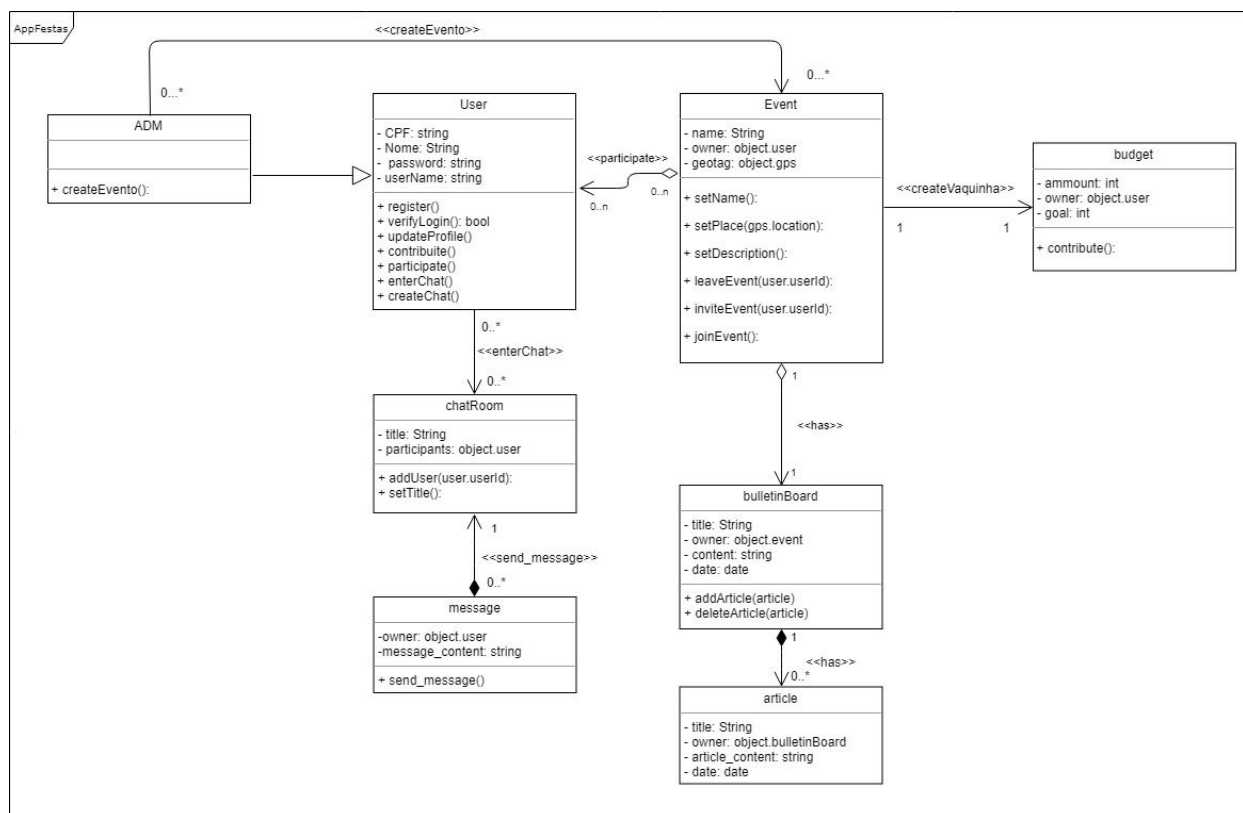 AppFestas
<<createEvento>>
0...*
0...*
ADM
+ createEvento():
User
- CPF: string
- Nome: String
- password: string
- userName: string
+ register()
+ verifyLogin(): bool
+ updateProfile()
+ contribuite()
+ participate()
+ enterChat()
+ createChat()
<<participate>>
0..n
0..n
Event
- name: String
- owner: object.user
- geotag: object.gps
+ setName():
+ setPlace(gps.location):
+ setDescription():
+ leaveEvent(user.userId):
+ inviteEvent(user.userId):
+ joinEvent():
<<createVaquinha>>
1
1
budget
- ammount: int
- owner: object.user
- goal: int
+ contribute():
0..*
<<enterChat>>
0..*
chatRoom
- title: String
- participants: object.user
+ addUser(user.userId):
+ setTitle():
1
<<send_message>>
0..*
message
-owner: object.user
-message_content: string
+ send_message()
1
<<has>>
1
bulletinBoard
- title: String
- owner: object.event
- content: string
- date: date
+ addArticle(article)
+ deleteArticle(article)
1
<<has>>
0..*
article
- title: String
- owner: object.bulletinBoard
- article_content: string
- date: date